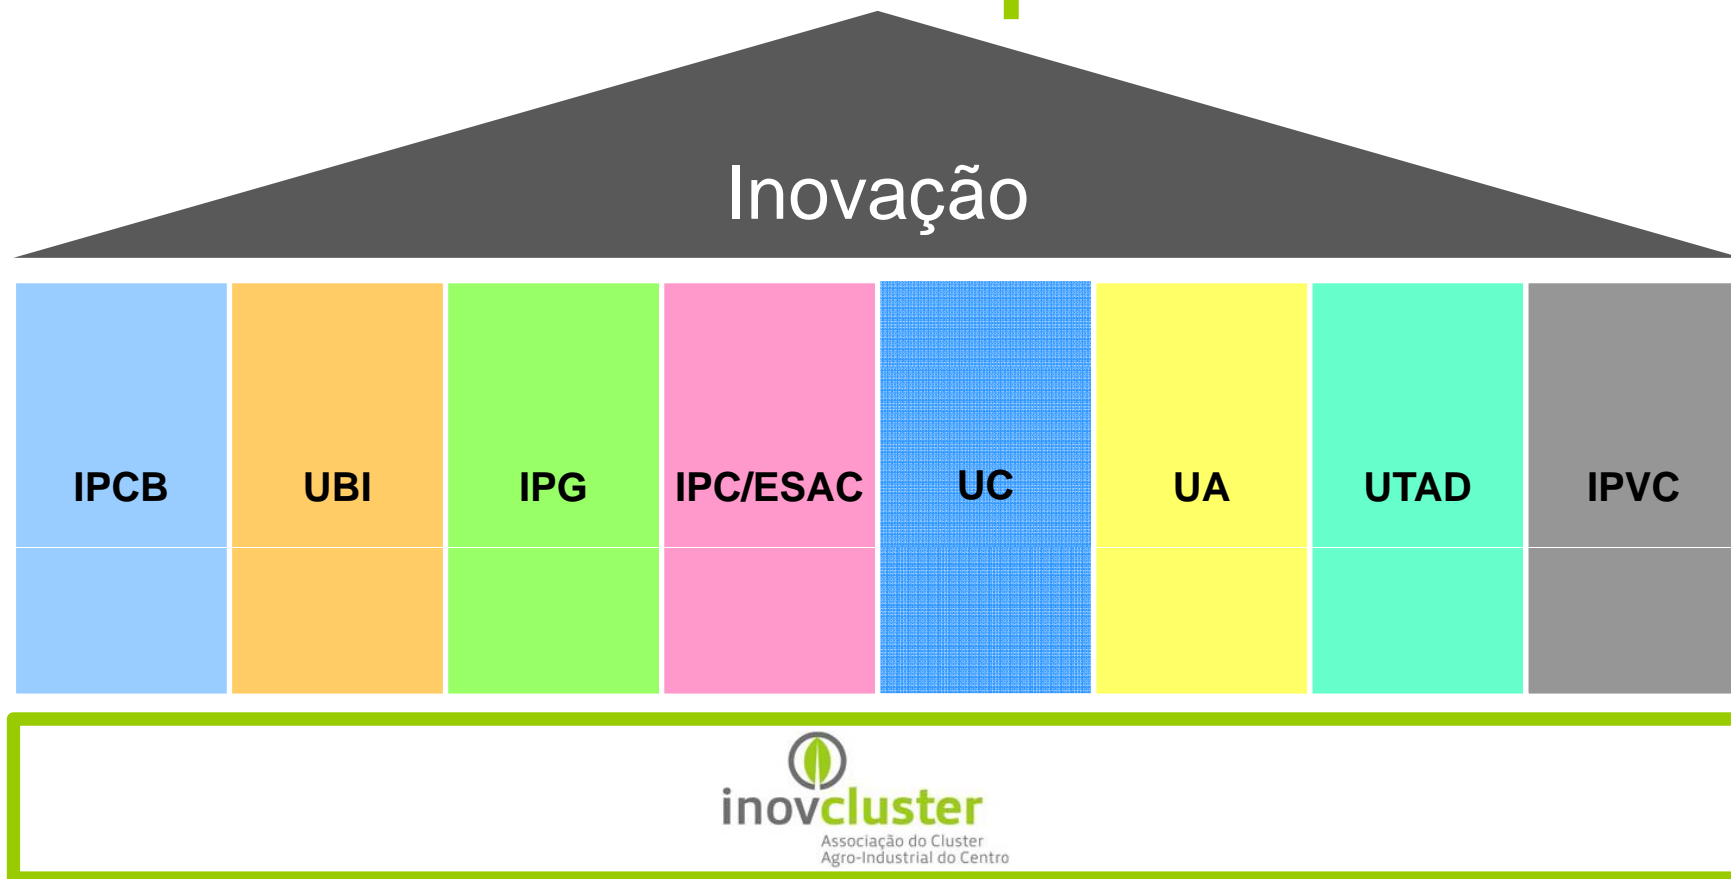 Inovação
IPCB UBI IPG IPC/ESAC UC UA UTAD IPVC
inovcluster
Associação do Cluster
Agro-Industrial do Centro